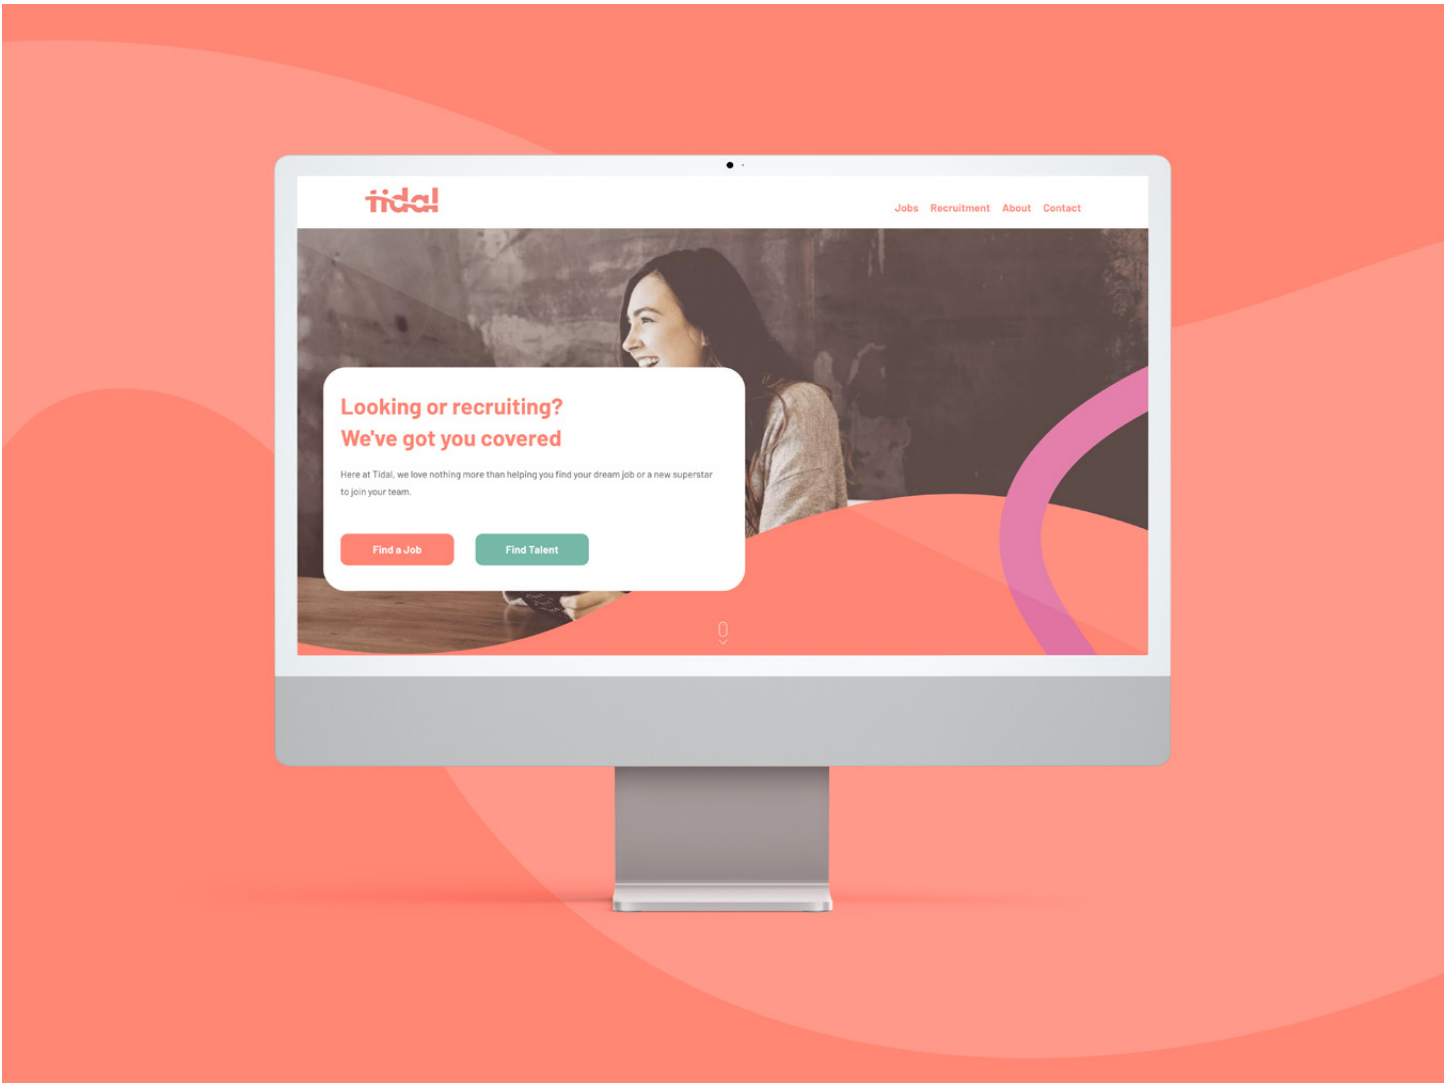 tidal
Jobs Recruitment About Contact
Looking or recruiting?
We've got you covered
Here at Tidal, we love nothing more than helping you find your dream job or a new superstar
to join your team.
Find a Job Find Talent